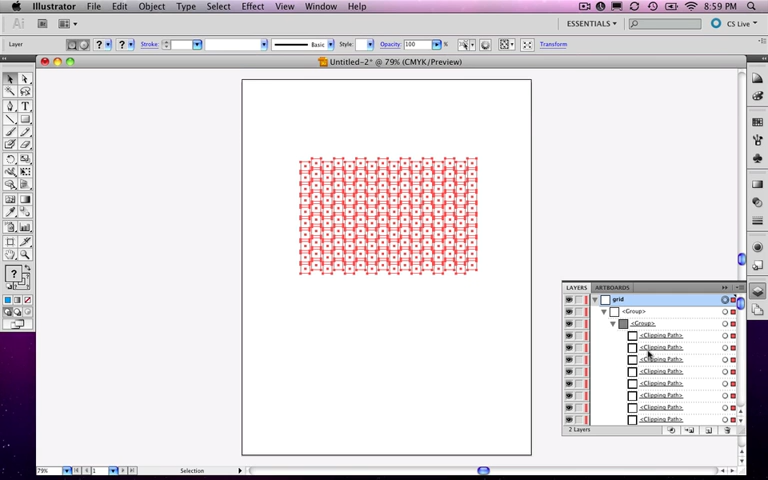 Illustrator File Edit Object Type Select Effect View Window Help 8:59 PM
ESSENTIALS CS Live
Layer Stroke: Basic Style: Opacity: 100 % Transform
Untitled-2* @ 79% (CMYK/Preview)
LAYERS ARTBOARDS
grid
<Group>
<Group>
<Clipping Path>
<Clipping Path>
<Clipping Path>
<Clipping Path>
<Clipping Path>
<Clipping Path>
<Clipping Path>
<Clipping Path>
2 Layers
79% 1 Selection